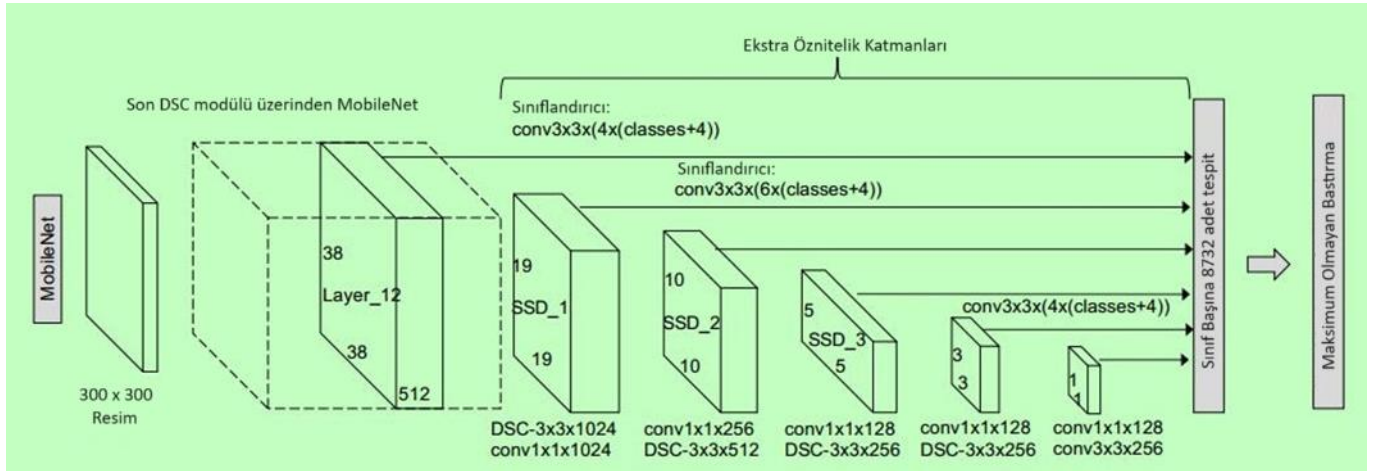 Ekstra Öznitelik Katmanları
Son DSC modülü üzerinden MobileNet
Sınıflandırıcı:
conv3x3x(4x(classes+4))
Sınıflandırıcı:
conv3x3x(6x(classes+4))
MobileNet
300 x 300
Resim
38
Layer_12
38
512
19
SSD_1
19
10
SSD_2
10
5
SSD_3
5
conv3x3x(4x(classes+4))
3
3
1
1
DSC-3x3x1024
conv1x1x1024
conv1x1x256
DSC-3x3x512
conv1x1x128
DSC-3x3x256
conv1x1x128
DSC-3x3x256
conv1x1x128
conv3x3x256
Sınıf Başına 8732 adet tespit
Maksimum Olmayan Bastırma